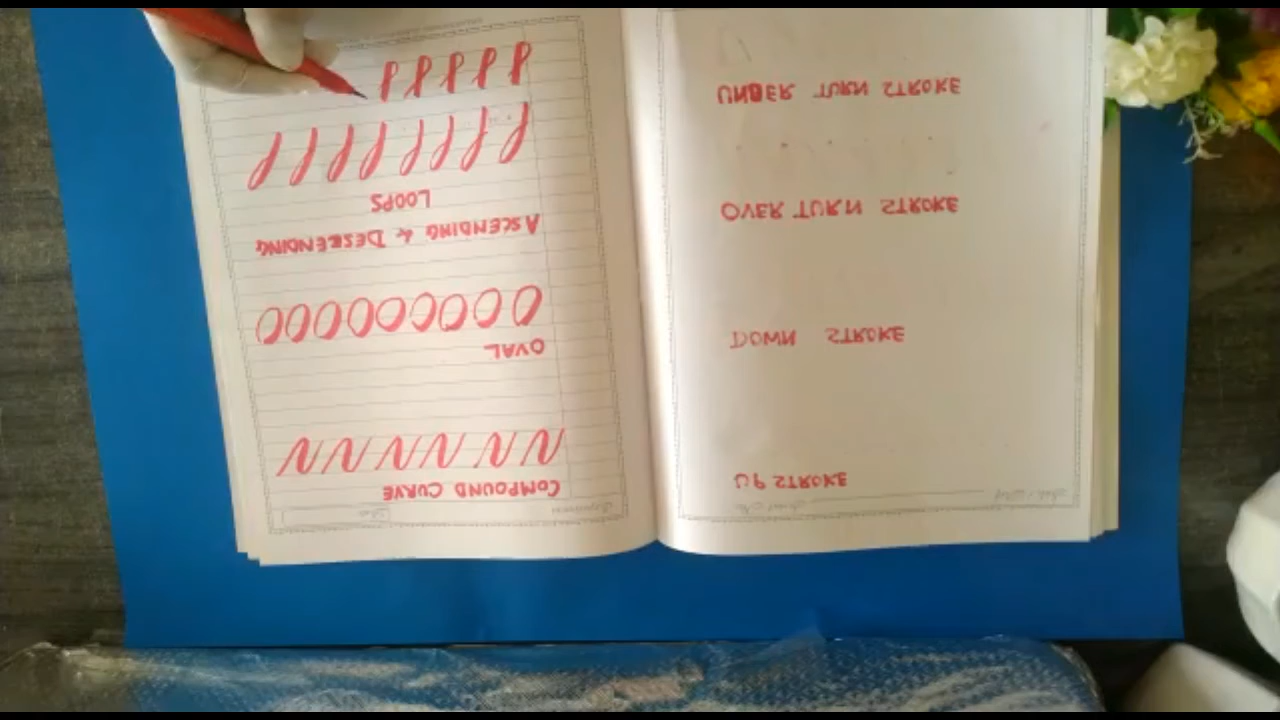 UP STROKE
DOWN STROKE
OVER TURN STROKE
UNDER TURN STROKE
COMPOUND CURVE
OVAL
ASCENDING & DESCENDING
LOOPS